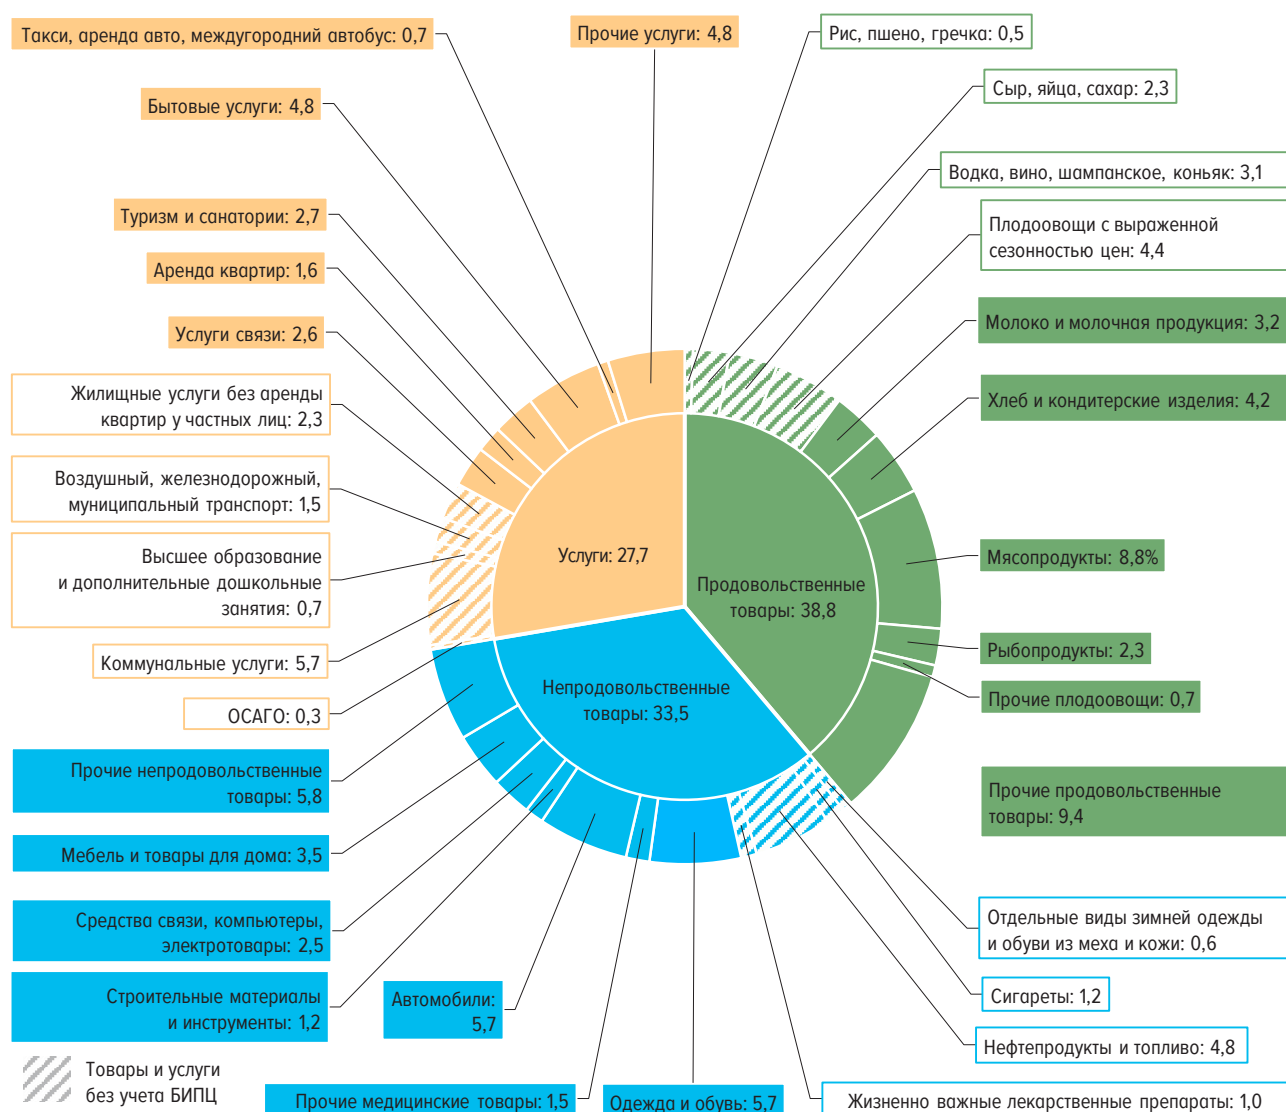 Такси, аренда авто, междугородний автобус: 0,7
Прочие услуги: 4,8
Рис, пшено, гречка: 0,5
Сыр, яйца, сахар: 2,3
Бытовые услуги: 4,8
Водка, вино, шампанское, коньяк: 3,1
Туризм и санатории: 2,7
Плодоовощи с выраженной
сезонностью цен: 4,4
Аренда квартир: 1,6
Услуги связи: 2,6
Молоко и молочная продукция: 3,2
Жилищные услуги без аренды
квартир у частных лиц: 2,3
Хлеб и кондитерские изделия: 4,2
Воздушный, железнодорожный,
муниципальный транспорт: 1,5
Высшее образование
и дополнительные дошкольные
занятия: 0,7
Услуги: 27,7
Продовольственные
товары: 38,8
Мясопродукты: 8,8%
Коммунальные услуги: 5,7
Рыбопродукты: 2,3
Непродовольственные
товары: 33,5
Прочие плодоовощи: 0,7
ОСАГО: 0,3
Прочие непродовольственные
товары: 5,8
Прочие продовольственные
товары: 9,4
Мебель и товары для дома: 3,5
Средства связи, компьютеры,
электротовары: 2,5
Отдельные виды зимней одежды
и обуви из меха и кожи: 0,6
Строительные материалы
и инструменты: 1,2
Автомобили:
5,7
Сигареты: 1,2
Нефтепродукты и топливо: 4,8
Товары и услуги
без учета БИПЦ
Прочие медицинские товары: 1,5
Одежда и обувь: 5,7
Жизненно важные лекарственные препараты: 1,0